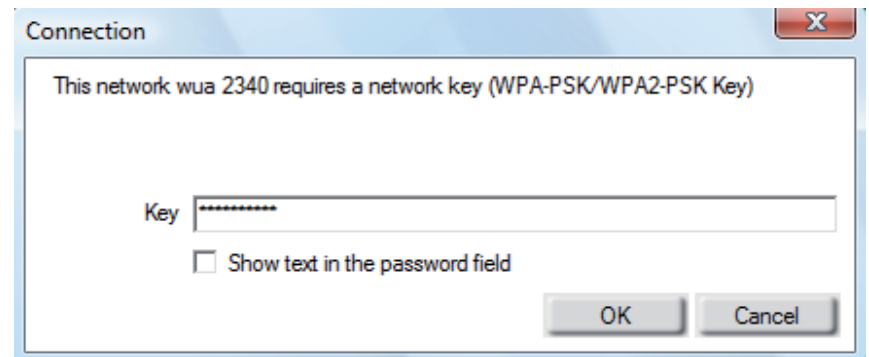 Connection
This network wua 2340 requires a network key (WPA-PSK/WPA2-PSK Key)
Key **********
Show text in the password field
OK Cancel